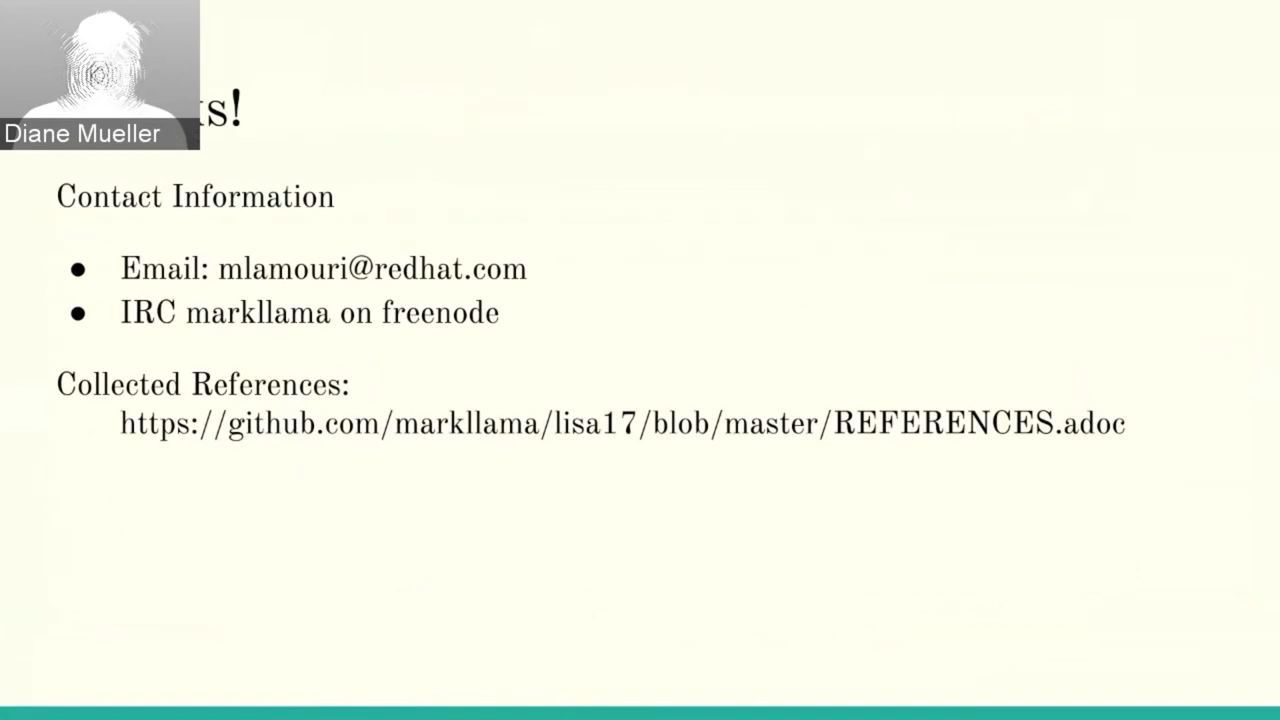 Diane Mueller
Contact Information
● Email: mlamouri@redhat.com
● IRC markllama on freenode
Collected References:
https://github.com/markllama/lisa17/blob/master/REFERENCES.adoc